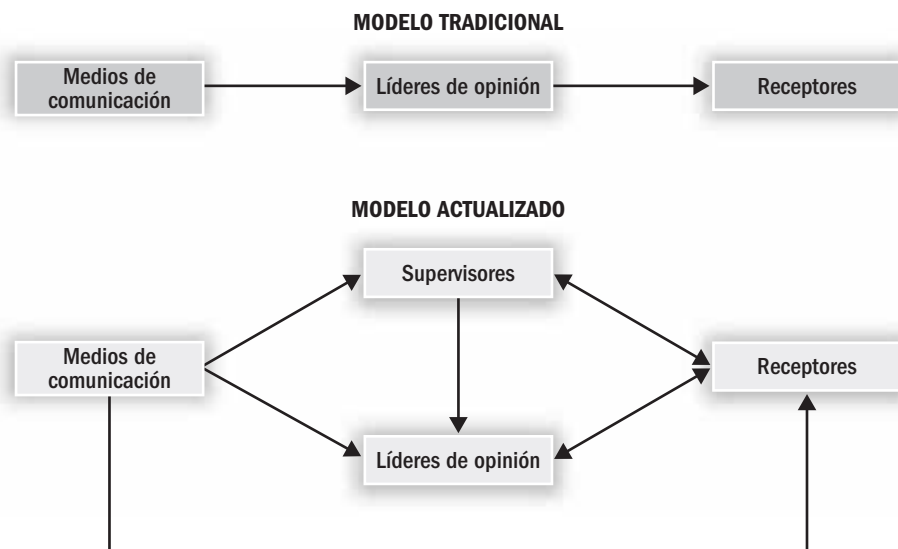 MODELO TRADICIONAL
Medios de
comunicación
Líderes de opinión
Receptores
MODELO ACTUALIZADO
Supervisores
Medios de
comunicación
Receptores
Líderes de opinión